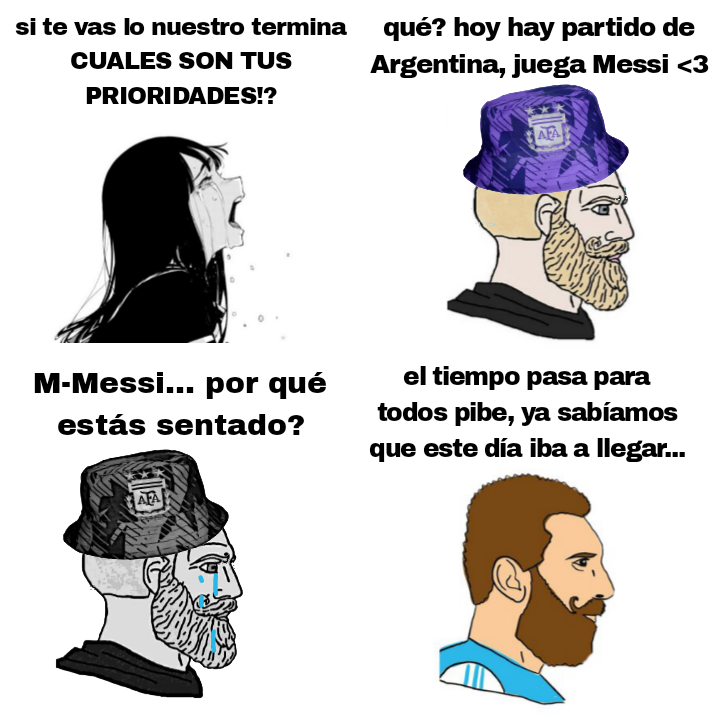 si te vas lo nuestro termina
CUALES SON TUS
PRIORIDADES!?
qué? hoy hay partido de
Argentina, juega Messi <3
AFA
M-Messi... por qué
estás sentado?
AFA
el tiempo pasa para
todos pibe, ya sabíamos
que este día iba a llegar...